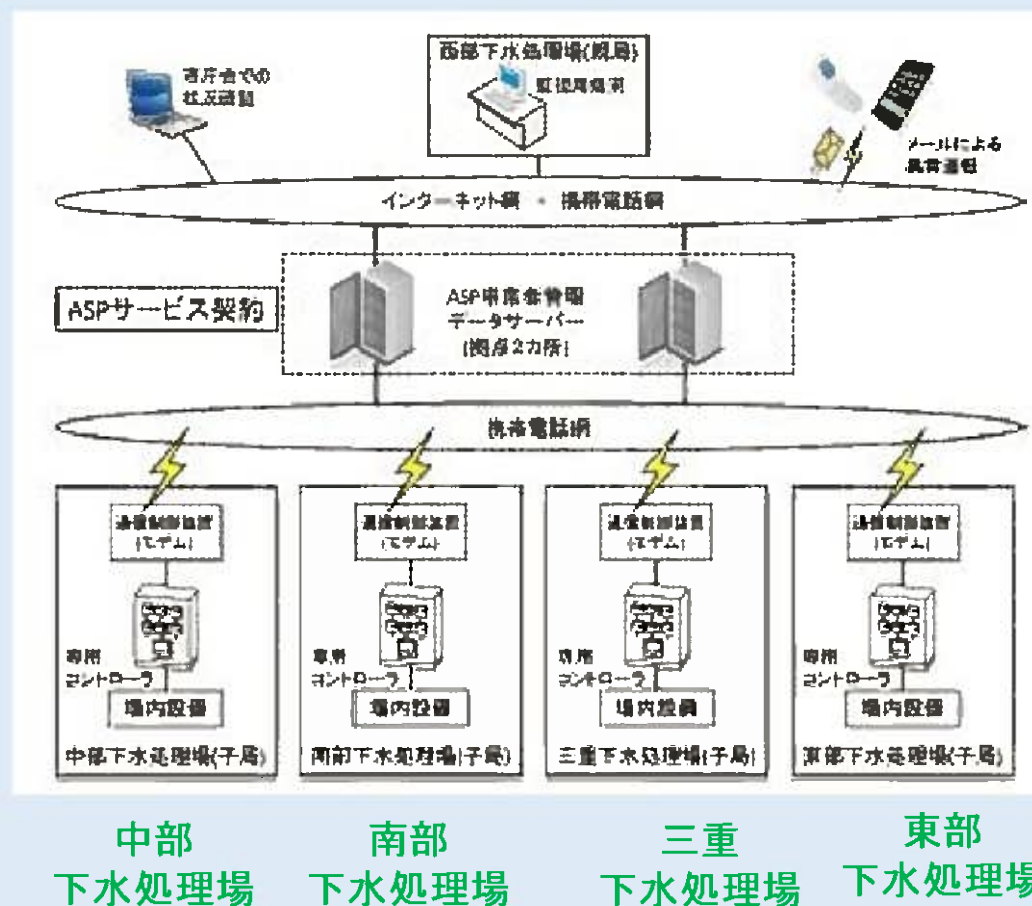 西部下水処理場(親局)
監視用端末
寄庁舎での
状況確認
メールによる
異常通報
インターネット網 ・ 携帯電話網
ASPサービス契約
データサーバー
(拠点2カ所)
携帯電話網
通信制御装置
(モデム)
通信制御装置
(モデム)
通信制御装置
(モデム)
通信制御装置
(モデム)
専用
コントローラ
専用
コントローラ
専用
コントローラ
専用
コントローラ
場内設備
場内設備
場内設備
場内設備
中部下水処理場(子局)
南部下水処理場(子局)
三重下水処理場(子局)
東部下水処理場(子局)
中部
下水処理場
南部
下水処理場
三重
下水処理場
東部
下水処理場